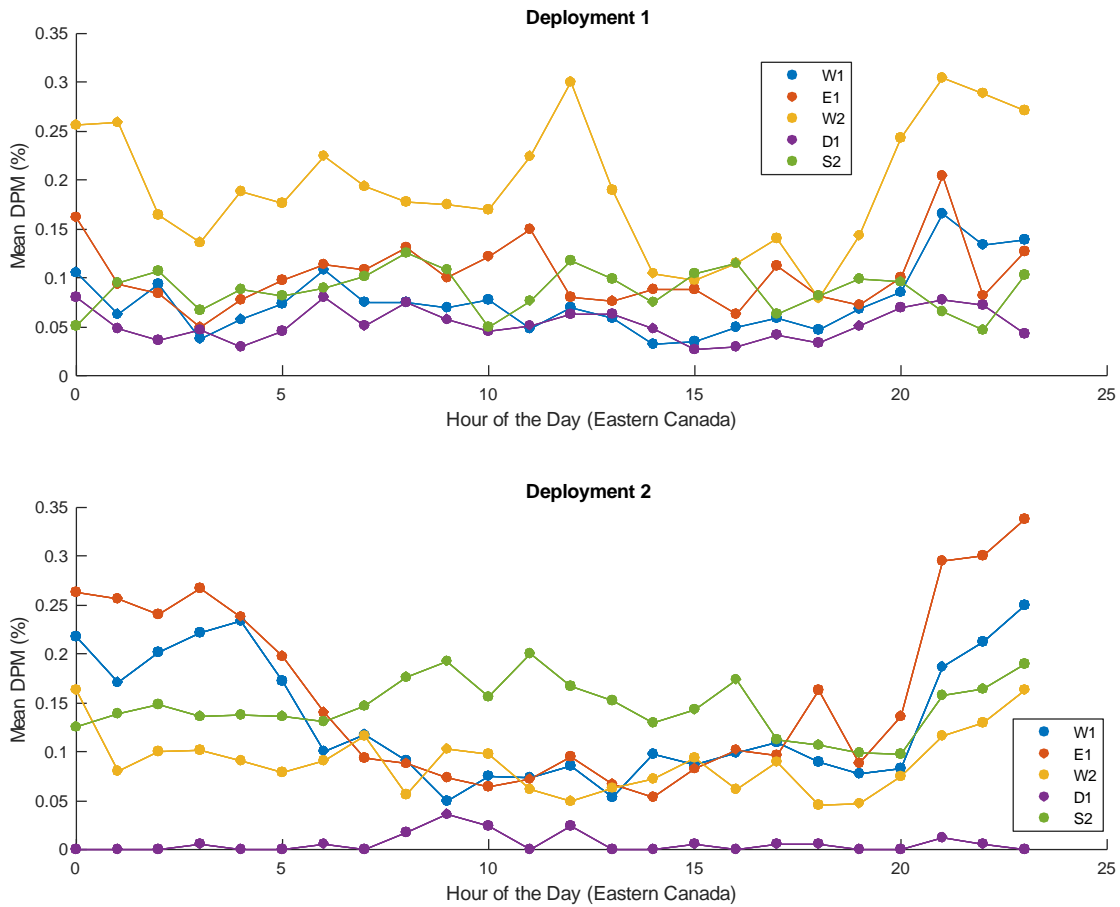 Deployment 1
0.35
0.3
0.25
0.2
0.15
0.1
0.05
0
Mean DPM (%)
W1
E1
W2
D1
S2
0 5 10 15 20 25
Hour of the Day (Eastern Canada)
Deployment 2
0.35
0.3
0.25
0.2
0.15
0.1
0.05
0
Mean DPM (%)
W1
E1
W2
D1
S2
0 5 10 15 20 25
Hour of the Day (Eastern Canada)